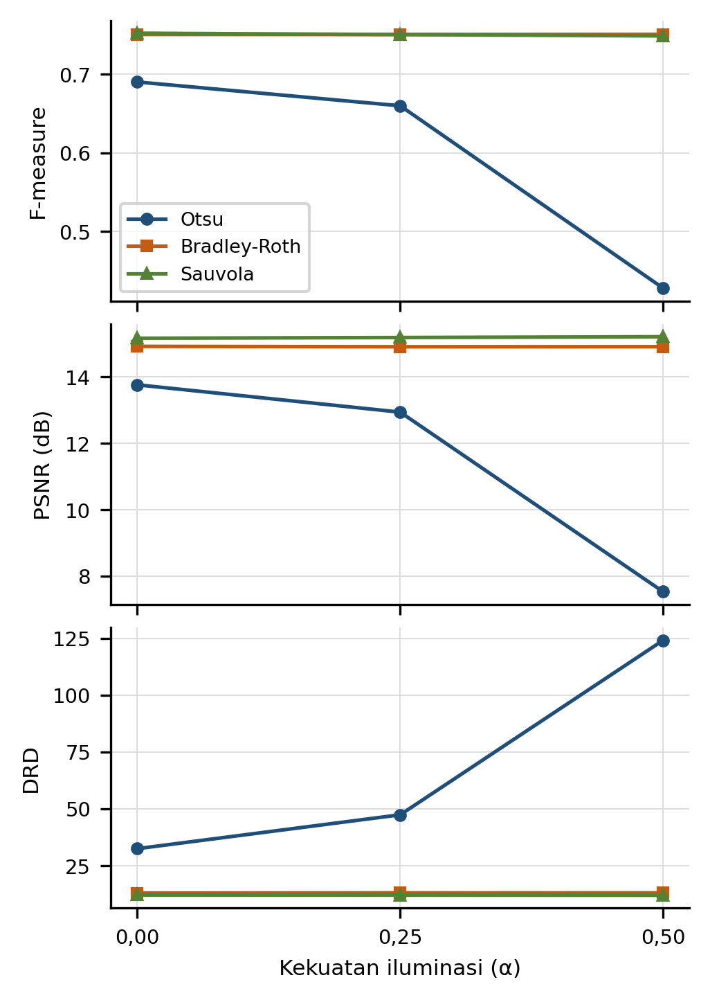 0.7
0.6
0.5
F-measure
Otsu
Bradley-Roth
Sauvola
14
12
10
8
PSNR (dB)
125
100
75
50
25
DRD
0,00 0,25 0,50
Kekuatan iluminasi (α)